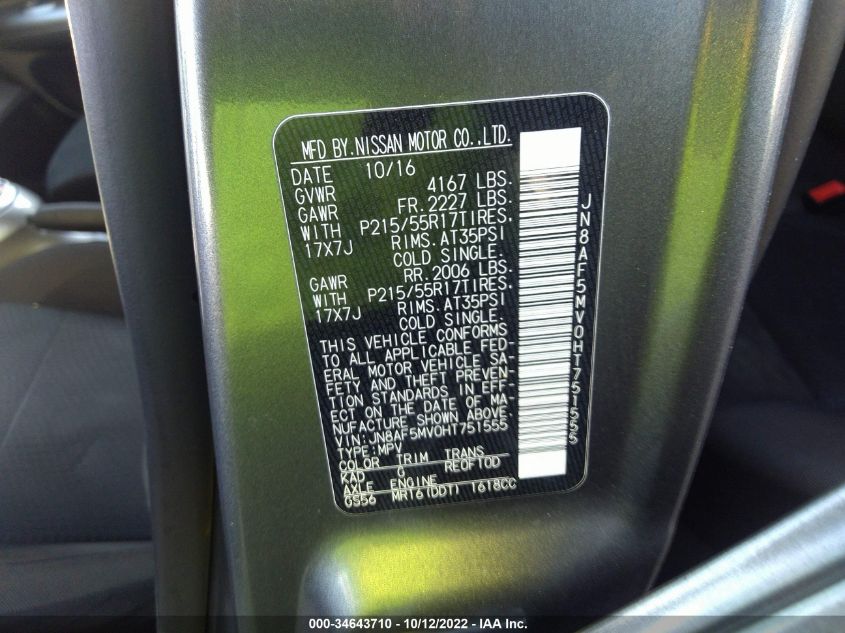 MFD BY.NISSAN MOTOR CO.,LTD.
DATE 10/16
GVWR 4167 LBS.
GAWR FR. 2227 LBS.
WITH P215/55R17TIRES.
17X7J RIMS. AT35PSI
COLD SINGLE.
GAWR RR. 2006 LBS.
WITH P215/55R17TIRES.
17X7J RIMS. AT35PSI
COLD SINGLE.
THIS VEHICLE CONFORMS
TO ALL APPLICABLE FED-
ERAL MOTOR VEHICLE SA-
FETY AND THEFT PREVEN-
TION STANDARDS IN EFF-
ECT ON THE DATE OF MA-
NUFACTURE SHOWN ABOVE.
VIN:JN8AF5MV0HT751555
TYPE:MPV
COLOR TRIM TRANS
KAD G RE0F10D
AXLE ENGINE
GS56 MR16(DDT) 1618CC
JN8AF5MV0HT751555
000-34643710 - 10/12/2022 - IAA Inc.